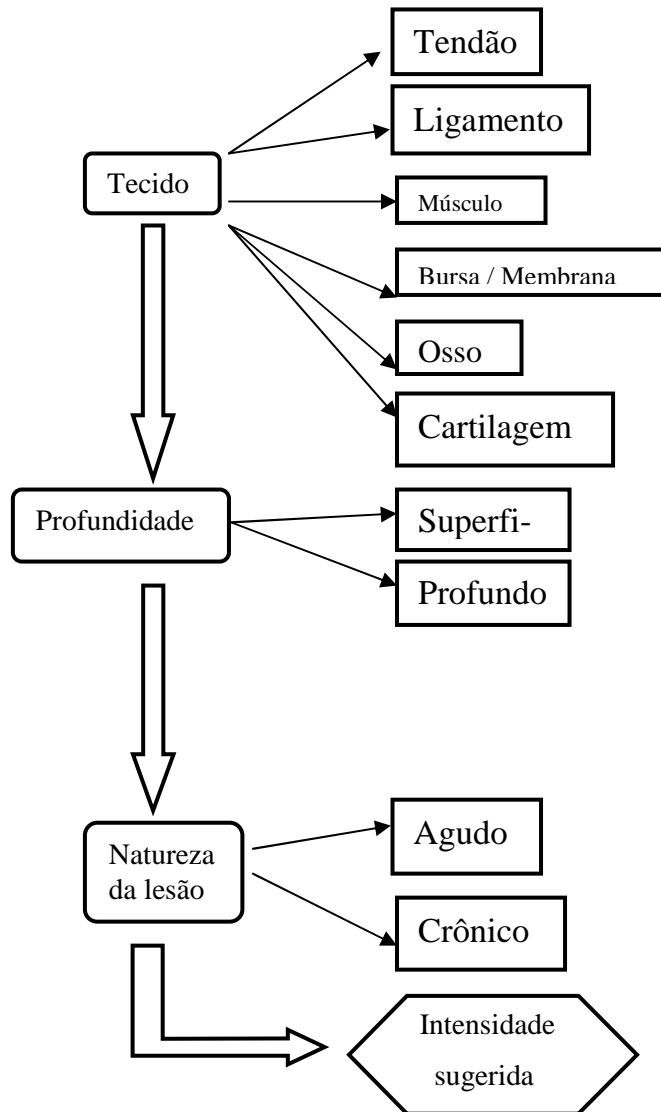 Tendão
Ligamento
Tecido
Músculo
Bursa / Membrana
Osso
Cartilagem
Profundidade
Superfi-
Profundo
Natureza
da lesão
Agudo
Crônico
Intensidade
sugerida